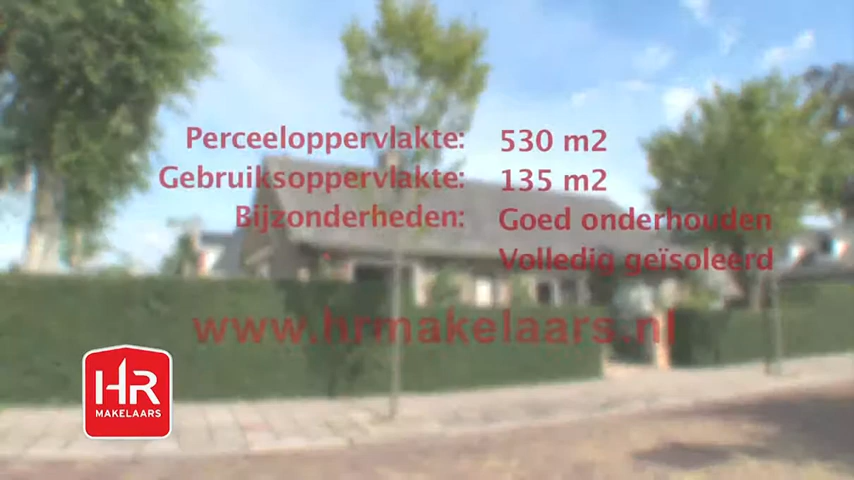 Perceeloppervlakte: 530 m2
Gebruiksoppervlakte: 135 m2
Bijzonderheden: Goed onderhouden
Volledig geïsoleerd
www.hrmakelaars.nl
HR
MAKELAARS